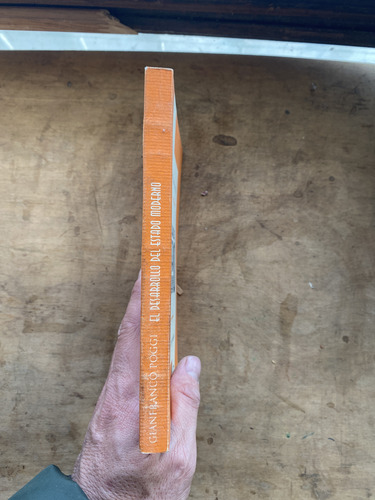 GIANFRANCO POGGI
EL DESARROLLO DEL ESTADO MODERNO